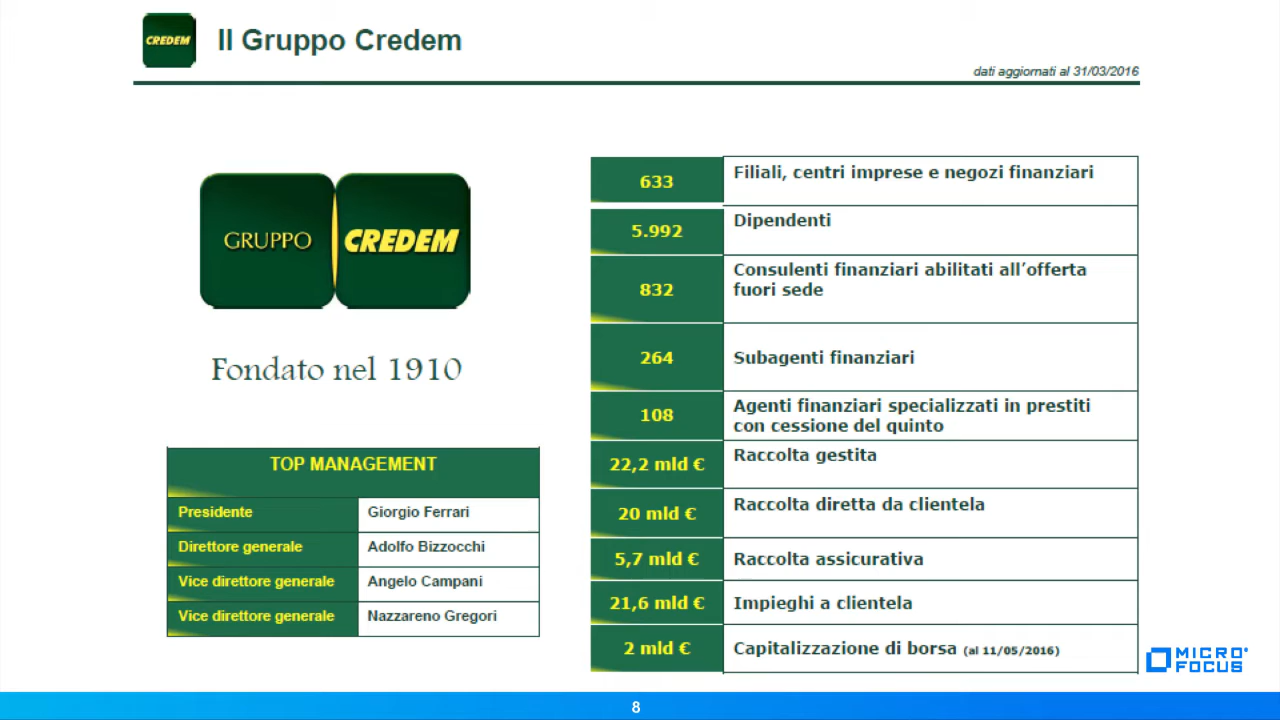 CREDEM
Il Gruppo Credem
dati aggiornati al 31/03/2016
GRUPPO CREDEM
Fondato nel 1910
TOP MANAGEMENT
Presidente Giorgio Ferrari
Direttore generale Adolfo Bizzocchi
Vice direttore generale Angelo Campani
Vice direttore generale Nazzareno Gregori
633 Filiali, centri imprese e negozi finanziari
5.992 Dipendenti
832 Consulenti finanziari abilitati all'offerta
fuori sede
264 Subagenti finanziari
108 Agenti finanziari specializzati in prestiti
con cessione del quinto
22,2 mld € Raccolta gestita
20 mld € Raccolta diretta da clientela
5,7 mld € Raccolta assicurativa
21,6 mld € Impieghi a clientela
2 mld € Capitalizzazione di borsa (al 11/05/2016)
MICRO
FOCUS
8